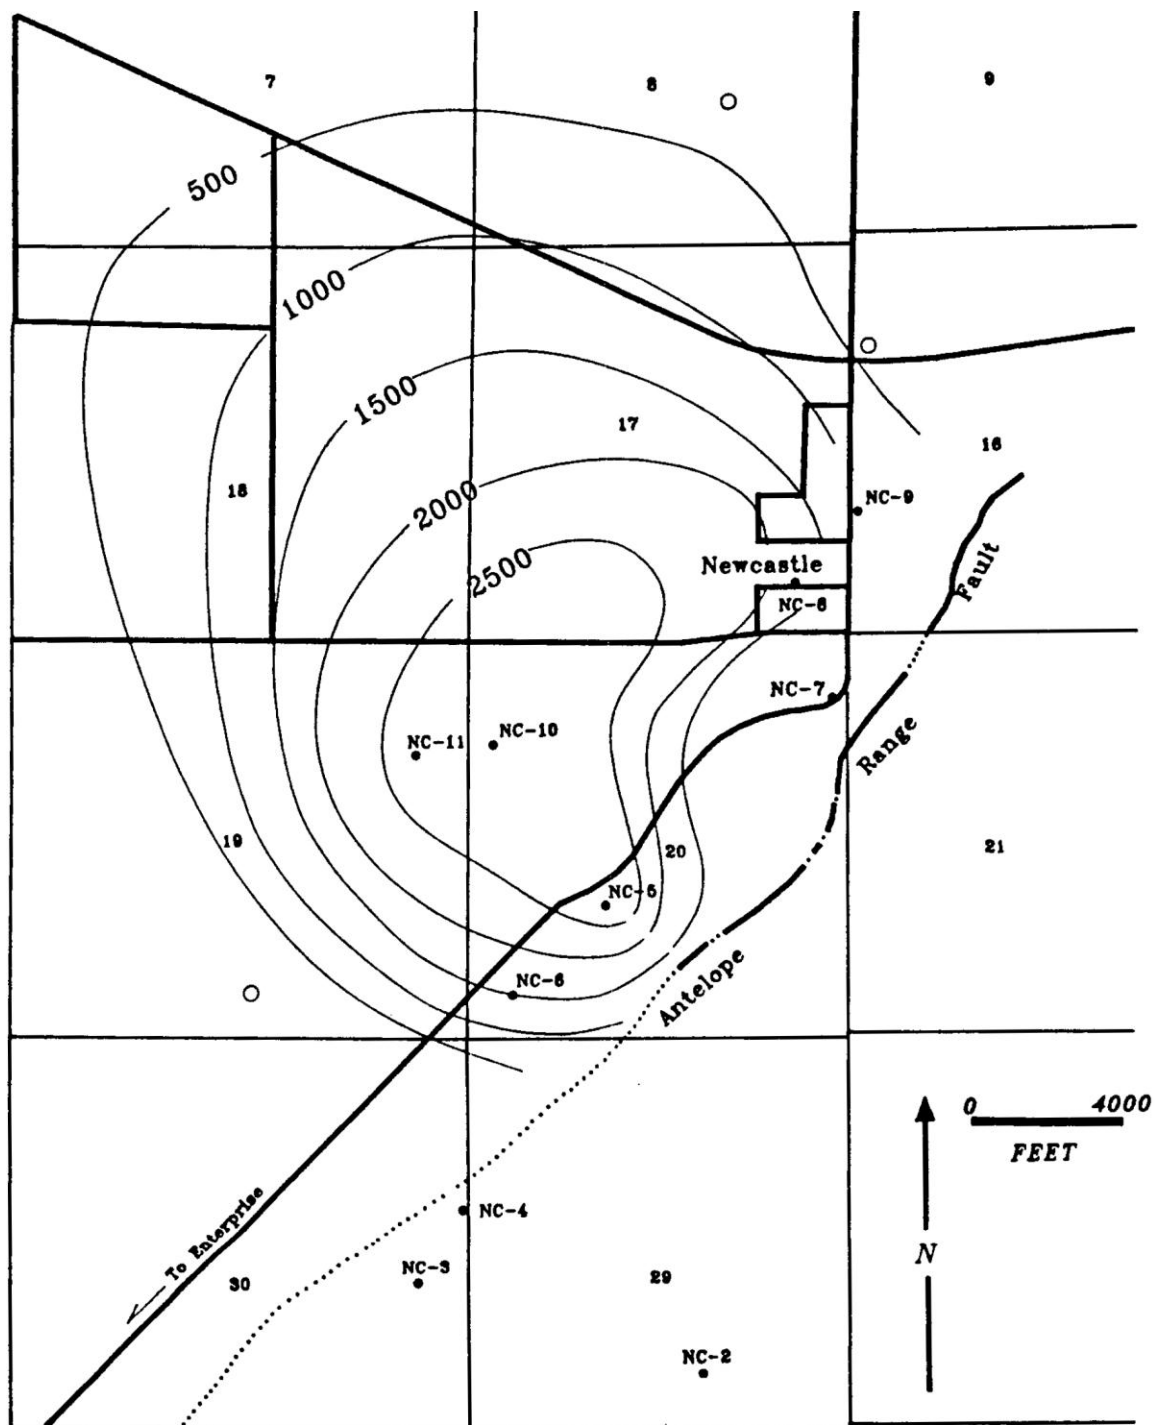 7
8
9
500
1000
1500
17
18
16
2000
NC-9
2500
Newcastle
Fault
NC-8
NC-7
Range
NC-11
NC-10
19
20
21
NC-5
NC-6
Antelope
0
4000
FEET
To Enterprise
NC-4
N
NC-3
30
29
NC-2